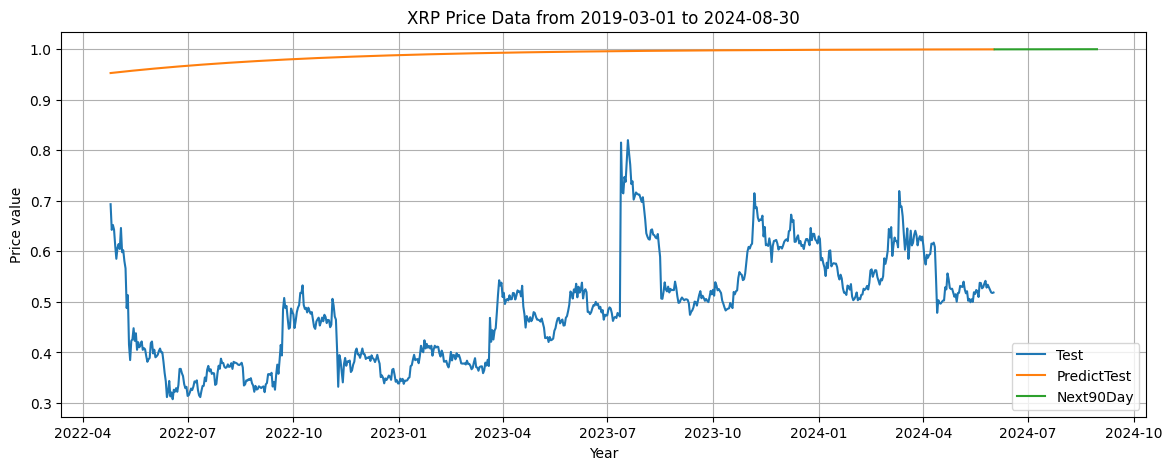 XRP Price Data from 2019-03-01 to 2024-08-30
Price value
1.0
0.9
0.8
0.7
0.6
0.5
0.4
0.3
2022-04 2022-07 2022-10 2023-01 2023-04 2023-07 2023-10 2024-01 2024-04 2024-07 2024-10
Year
Test
PredictTest
Next90Day